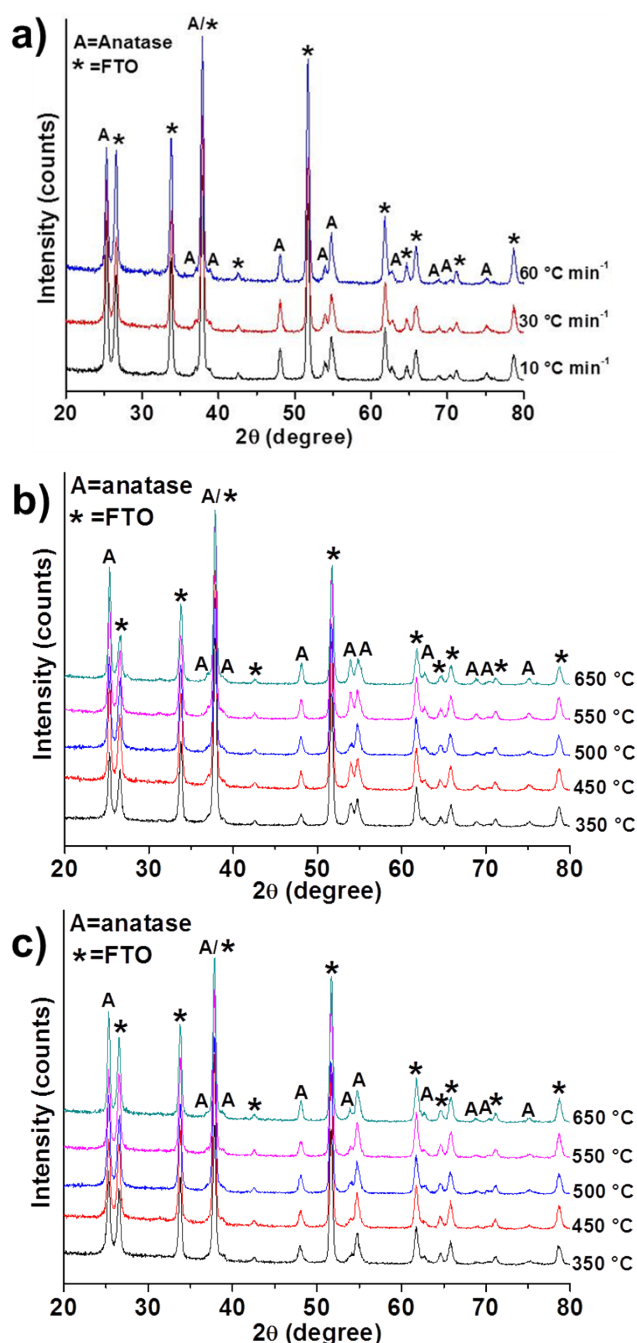 a)
A=Anatase
* =FTO
A/*
*
A
*
*
A
A
*
A
A
A
*
A
*
*
A
A
*
A
*
60 °C min⁻¹
30 °C min⁻¹
10 °C min⁻¹
Intensity (counts)
20 30 40 50 60 70 80
2θ (degree)
b)
A=anatase
* =FTO
A/*
*
A
*
*
A
A
*
A
A A
*
A
*
*
A A *
A
*
650 °C
550 °C
500 °C
450 °C
350 °C
Intensity (counts)
20 30 40 50 60 70 80
2θ (degree)
c)
A=anatase
*=FTO
A/*
*
A
*
*
A
A
*
A
A
A
*
A
*
*
A A
*
A
*
650 °C
550 °C
500 °C
450 °C
350 °C
Intensity (counts)
20 30 40 50 60 70 80
2θ (degree)